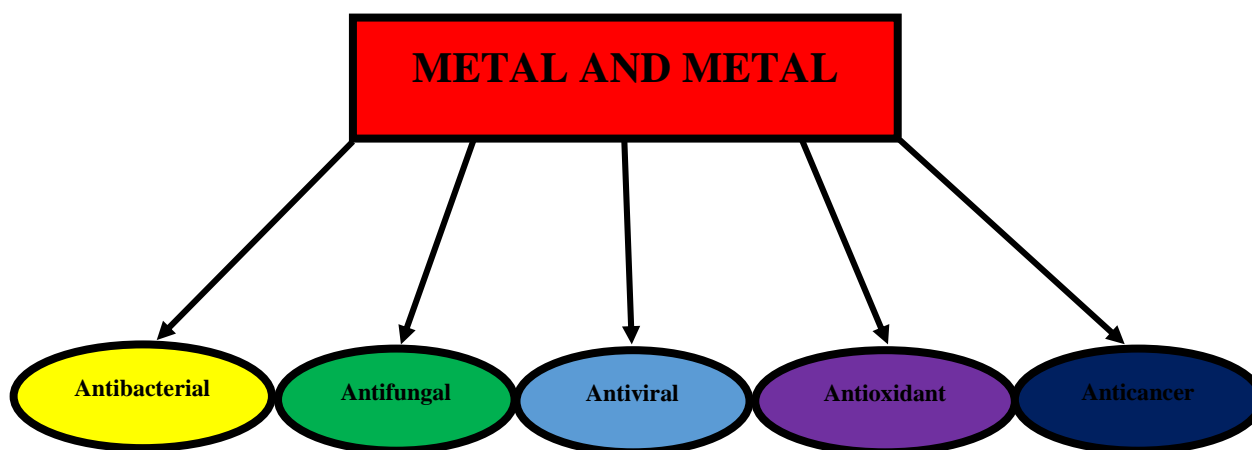 METAL AND METAL
Antibacterial
Antifungal
Antiviral
Antioxidant
Anticancer